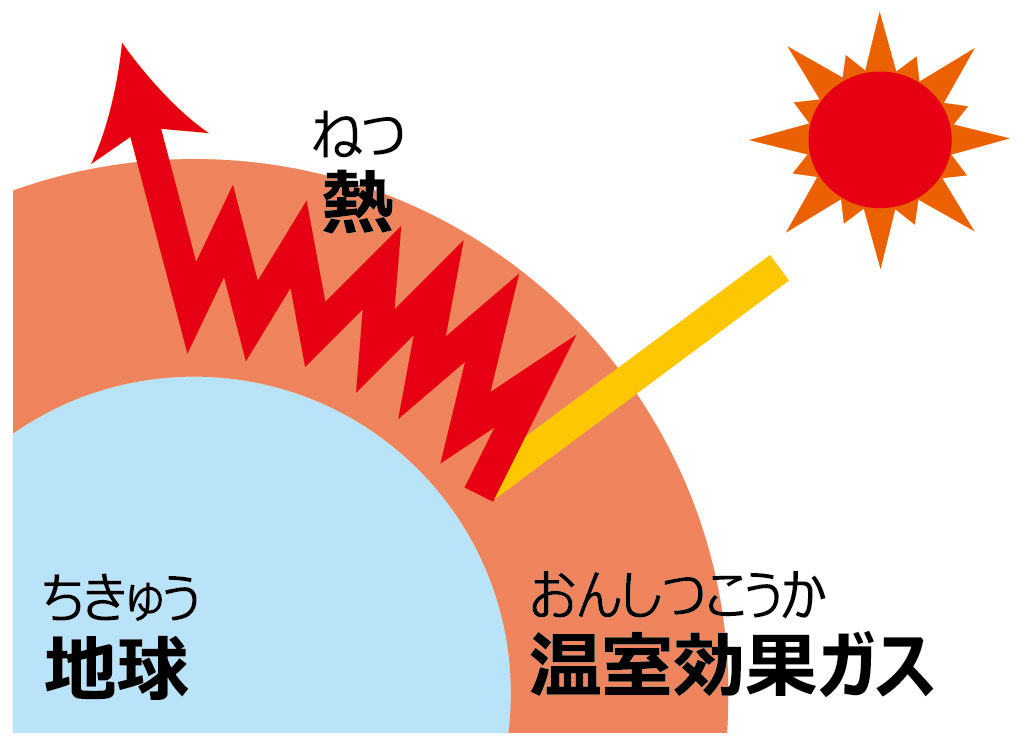 ねつ
熱
ちきゅう
地球
おんしつこうか
温室効果ガス